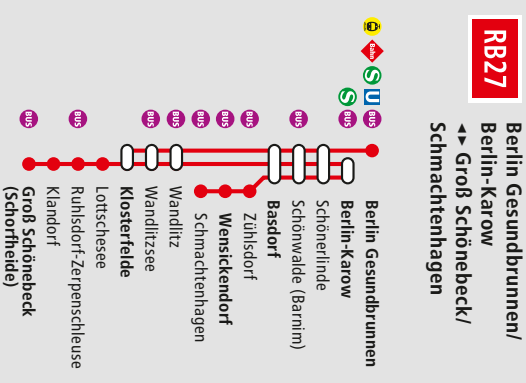 RB27
Berlin Gesundbrunnen/
Berlin-Karow
◄► Groß Schönebeck/
Schmachtenhagen
Bahn S U
S
BUS Berlin Gesundbrunnen
BUS Berlin-Karow
Schönerlinde
BUS Schönwalde (Barnim)
Basdorf
BUS Zühlsdorf
BUS Wensickendorf
BUS Schmachtenhagen
BUS Wandlitz
BUS Wandlitzsee
Klosterfelde
Lottschesee
BUS Ruhlsdorf-Zerpenschleuse
Klandorf
BUS Groß Schönebeck
(Schorfheide)